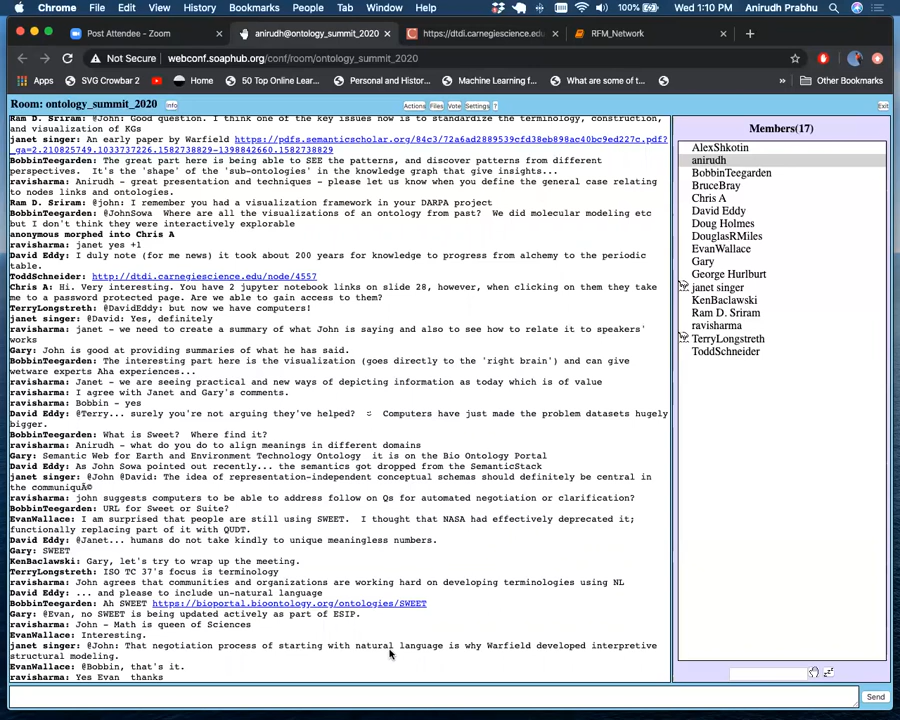 Chrome File Edit View History Bookmarks People Tab Window Help 100% Wed 1:10 PM Anirudh Prabhu
Post Attendee - Zoom anirudh@ontology_summit_2020 https://dtdi.carnegiescience.edu/ RFM_Network
Not Secure webconf.soaphub.org/conf/room/ontology_summit_2020
Apps SVG Crowbar 2 Home 50 Top Online Lear... Personal and Histor... Machine Learning f... What are some of t... Other Bookmarks
Room: ontology_summit_2020 info Actions Files Vote Settings ? Exit
Ram D. Sriram: @John: Good question. I think one of the key issues now is to standardize the terminology, construction,
and visualization of KGs
janet singer: An early paper by Warfield https://pdfs.semanticscholar.org/84c3/72a6ad2889539cfd38eb898ac40bc9ed227c.pdf?
_ga=2.210825749.1033737226.1582738829-1398442660.1582738829
BobbinTeegarden: The great part here is being able to SEE the patterns, and discover patterns from different
perspectives. It's the 'shape' of the 'sub-ontologies' in the knowledge graph that give insights...
ravisharma: Anirudh - great presentation and techniques - please let us know when you define the general case relating
to nodes links and ontologies.
Ram D. Sriram: @john: I remember you had a visualization framework in your DARPA project
BobbinTeegarden: @JohnSowa Where are all the visualizations of an ontology from past? We did molecular modeling etc
but I don't think they were interactively explorable
anonymous morphed into Chris A
ravisharma: janet yes +1
David Eddy: I duly note (for me news) it took about 200 years for knowledge to progress from alchemy to the periodic
table.
ToddSchneider: http://dtdi.carnegiescience.edu/node/4557
Chris A: Hi. Very interesting. You have 2 jupyter notebook links on slide 28, however, when clicking on them they take
me to a password protected page. Are we able to gain access to them?
TerryLongstreth: @DavidEddy: but now we have computers!
janet singer: @David: Yes, definitely
ravisharma: janet - we need to create a summary of what John is saying and also to see how to relate it to speakers'
works
Gary: John is good at providing summaries of what he has said.
BobbinTeegarden: The interesting part here is the visualization (goes directly to the 'right brain') and can give
wetware experts Aha experiences...
ravisharma: Janet - we are seeing practical and new ways of depicting information as today which is of value
ravisharma: I agree with Janet and Gary's comments.
ravisharma: Bobbin - yes
David Eddy: @Terry... surely you're not arguing they've helped? Computers have just made the problem datasets hugely
bigger.
BobbinTeegarden: What is Sweet? Where find it?
ravisharma: Anirudh - what do you do to align meanings in different domains
Gary: Semantic Web for Earth and Environment Technology Ontology it is on the Bio Ontology Portal
David Eddy: As John Sowa pointed out recently... the semantics got dropped from the SemanticStack
janet singer: @John @David: The idea of representation-independent conceptual schemas should definitely be central in
the communiquÃ©
ravisharma: john suggests computers to be able to address follow on Qs for automated negotiation or clarification?
BobbinTeegarden: URL for Sweet or Suite?
EvanWallace: I am surprised that people are still using SWEET. I thought that NASA had effectively deprecated it;
functionally replacing part of it with QUDT.
David Eddy: @Janet... humans do not take kindly to unique meaningless numbers.
Gary: SWEET
KenBaclawski: Gary, let's try to wrap up the meeting.
TerryLongstreth: ISO TC 37's focus is terminology
ravisharma: John agrees that communities and organizations are working hard on developing terminologies using NL
David Eddy: ... and please to include un-natural language
BobbinTeegarden: Ah SWEET https://bioportal.bioontology.org/ontologies/SWEET
Gary: @Evan, no SWEET is being updated actively as part of ESIP.
ravisharma: John - Math is queen of Sciences
EvanWallace: Interesting.
janet singer: @John: That negotiation process of starting with natural language is why Warfield developed interpretive
structural modeling.
EvanWallace: @Bobbin, that's it.
ravisharma: Yes Evan thanks
Send
Members(17)
AlexShkotin
anirudh
BobbinTeegarden
BruceBray
Chris A
David Eddy
Doug Holmes
DouglasRMiles
EvanWallace
Gary
George Hurlburt
janet singer
KenBaclawski
Ram D. Sriram
ravisharma
TerryLongstreth
ToddSchneider